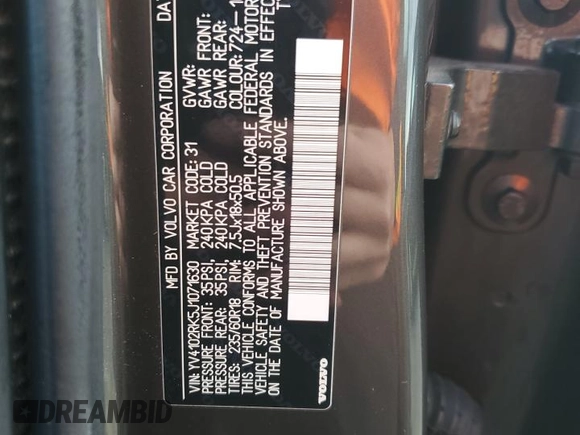 MFD BY VOLVO CAR CORPORATION DA
VIN: YV4102RK5J1071630 MARKET CODE: 31 GVWR:
PRESSURE FRONT: 35PSI, 240KPA COLD GAWR FRONT:
PRESSURE REAR: 35PSI, 240KPA COLD GAWR REAR:
TIRES: 235/60R18 RIM: 7.5JX18X50.5 COLOUR: 724-1
THIS VEHICLE CONFORMS TO ALL APPLICABLE FEDERAL MOTOR
VEHICLE SAFETY AND THEFT PREVENTION STANDARDS IN EFFEC
ON THE DATE OF MANUFACTURE SHOWN ABOVE.
VOLVO
DREAMBID